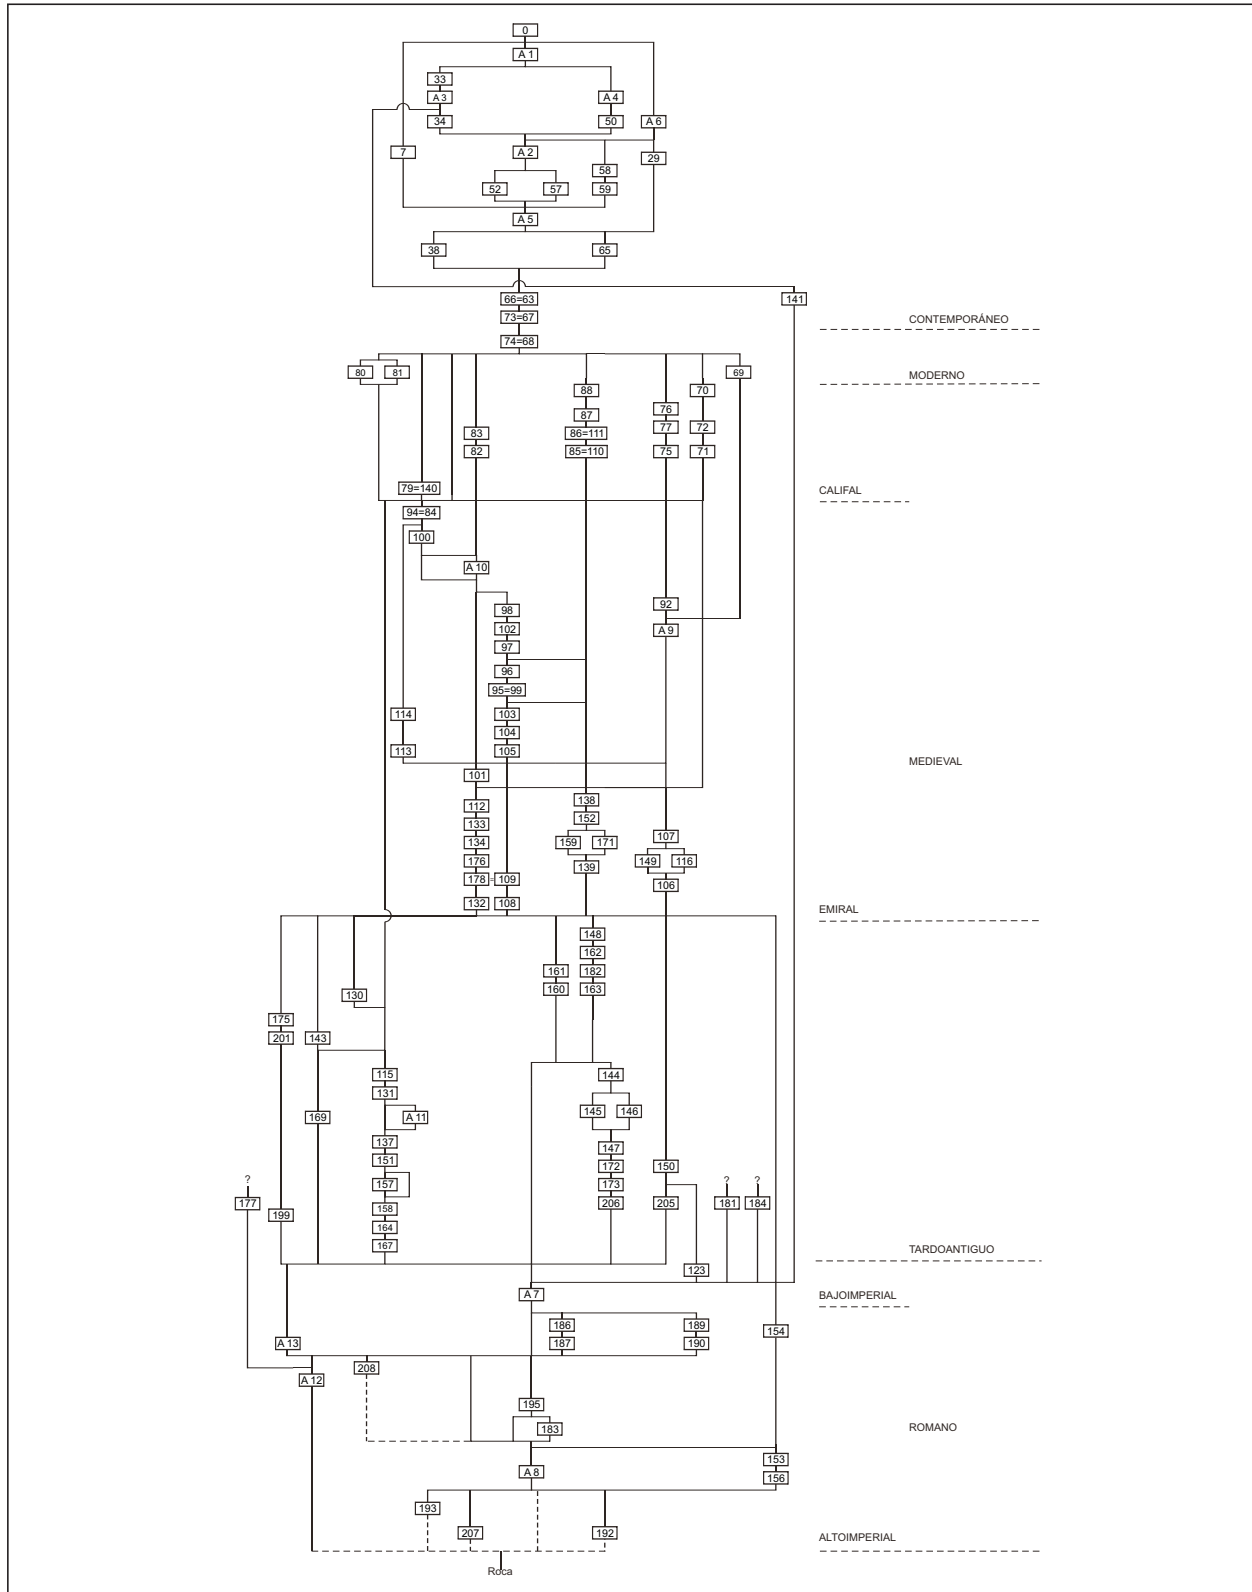 0
A 1
33
A 3 A 4
34 50 A 6
7 A 2 29
58
52 57 59
A 5
38 65
66=63 141
73=67
CONTEMPORÁNEO
74=68
80 81 69
MODERNO
88 70
76
87
83 86=111 77 72
82 85=110 75 71
79=140
CALIFAL
94=84
100
A 10
98 92
102 A 9
97
96
95=99
114 103
104
113 105
MEDIEVAL
101
112 138
133 152
134 159 171 107
176 139 149 116
178 = 109 106
132 108
EMIRAL
148
162
161 182
130 160 163
175
201 143
115 144
131
169 A 11 145 146
137 147
151 172 150
? ? ?
157 173
177 158 206 205 181 184
199
164
167
TARDOANTIGUO
123
A 7
BAJOIMPERIAL
186 189
154
A 13 187 190
208
A 12
195
183
ROMANO
153
A 8
156
193
207 192
ALTOIMPERIAL
Roca